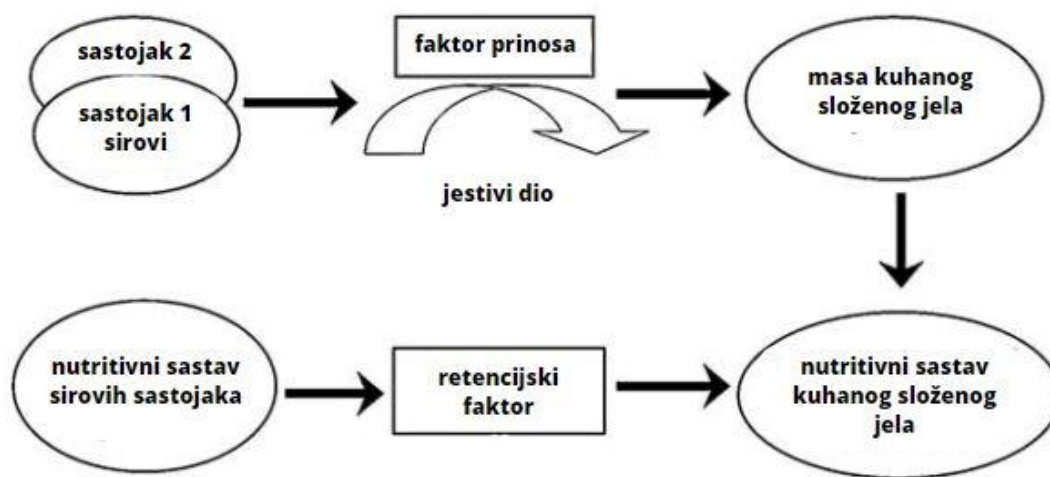 sastojak 2
sastojak 1
sirovi
faktor prinosa
jestivi dio
masa kuhanog
složenog jela
nutritivni sastav
sirovih sastojaka
retencijski
faktor
nutritivni sastav
kuhanog složenog
jela